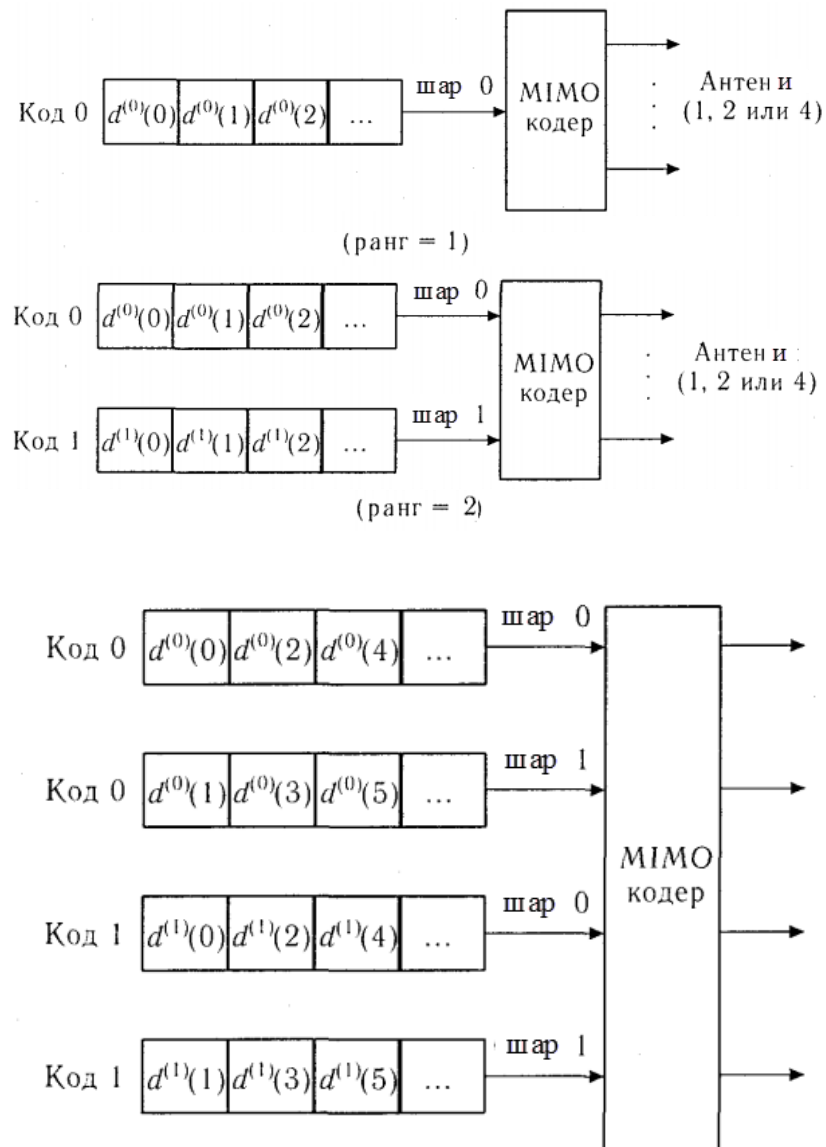 шар 0
Код 0 d⁽⁰⁾(0) d⁽⁰⁾(1) d⁽⁰⁾(2) ...
MIMO
кодер
Антени
(1, 2 или 4)
(ранг = 1)
шар 0
Код 0 d⁽⁰⁾(0) d⁽⁰⁾(1) d⁽⁰⁾(2) ...
MIMO
кодер
Антени
(1, 2 или 4)
шар 1
Код 1 d⁽¹⁾(0) d⁽¹⁾(1) d⁽¹⁾(2) ...
(ранг = 2)
шар 0
Код 0 d⁽⁰⁾(0) d⁽⁰⁾(2) d⁽⁰⁾(4) ...
шар 1
Код 0 d⁽⁰⁾(1) d⁽⁰⁾(3) d⁽⁰⁾(5) ...
MIMO
кодер
шар 0
Код 1 d⁽¹⁾(0) d⁽¹⁾(2) d⁽¹⁾(4) ...
шар 1
Код 1 d⁽¹⁾(1) d⁽¹⁾(3) d⁽¹⁾(5) ...